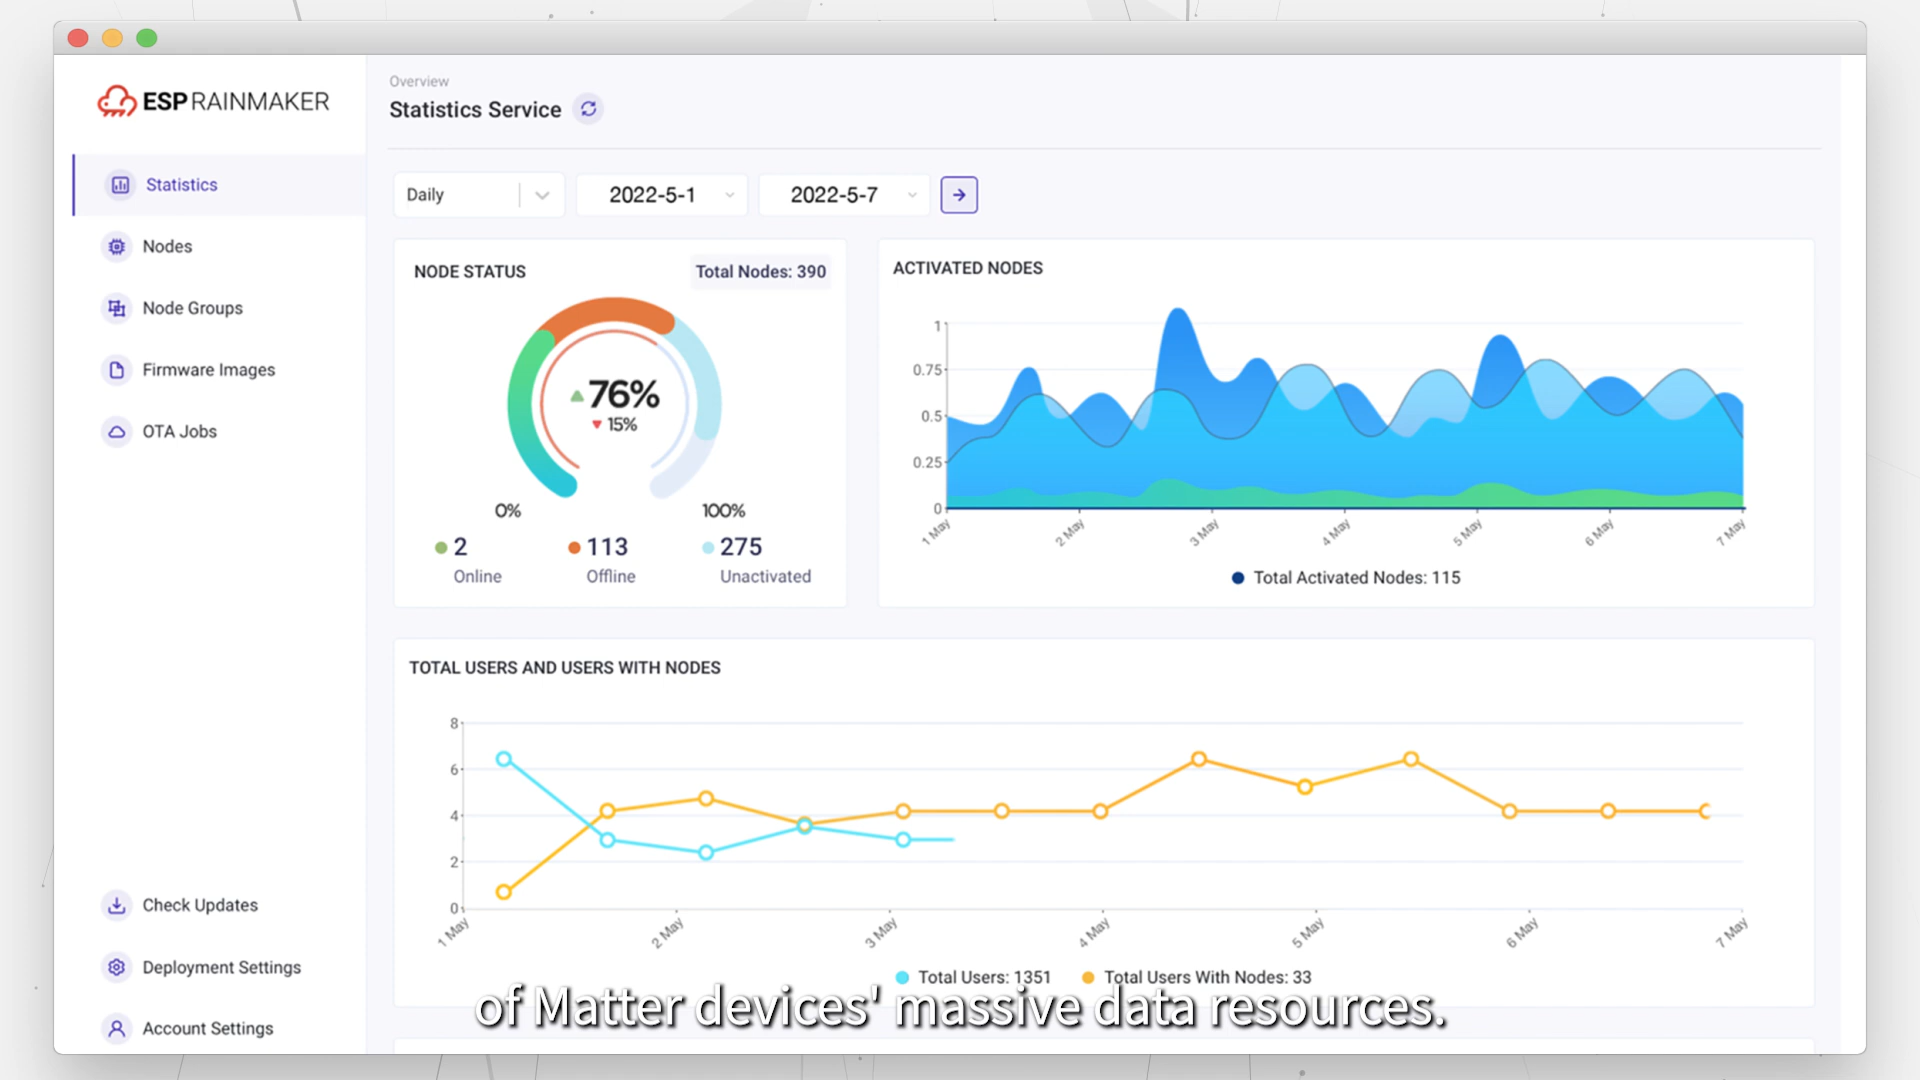 ESP RAINMAKER
Statistics
Nodes
Node Groups
Firmware Images
OTA Jobs
Check Updates
Deployment Settings
Account Settings
Overview
Statistics Service
Daily
2022-5-1
2022-5-7
NODE STATUS
Total Nodes: 390
76%
15%
0%
100%
2
Online
113
Offline
275
Unactivated
ACTIVATED NODES
1
0.75
0.5
0.25
0
1 May
2 May
3 May
4 May
5 May
6 May
7 May
Total Activated Nodes: 115
TOTAL USERS AND USERS WITH NODES
8
6
4
2
0
1 May
2 May
3 May
4 May
5 May
6 May
7 May
Total Users: 1351
Total Users With Nodes: 33
of Matter devices' massive data resources.